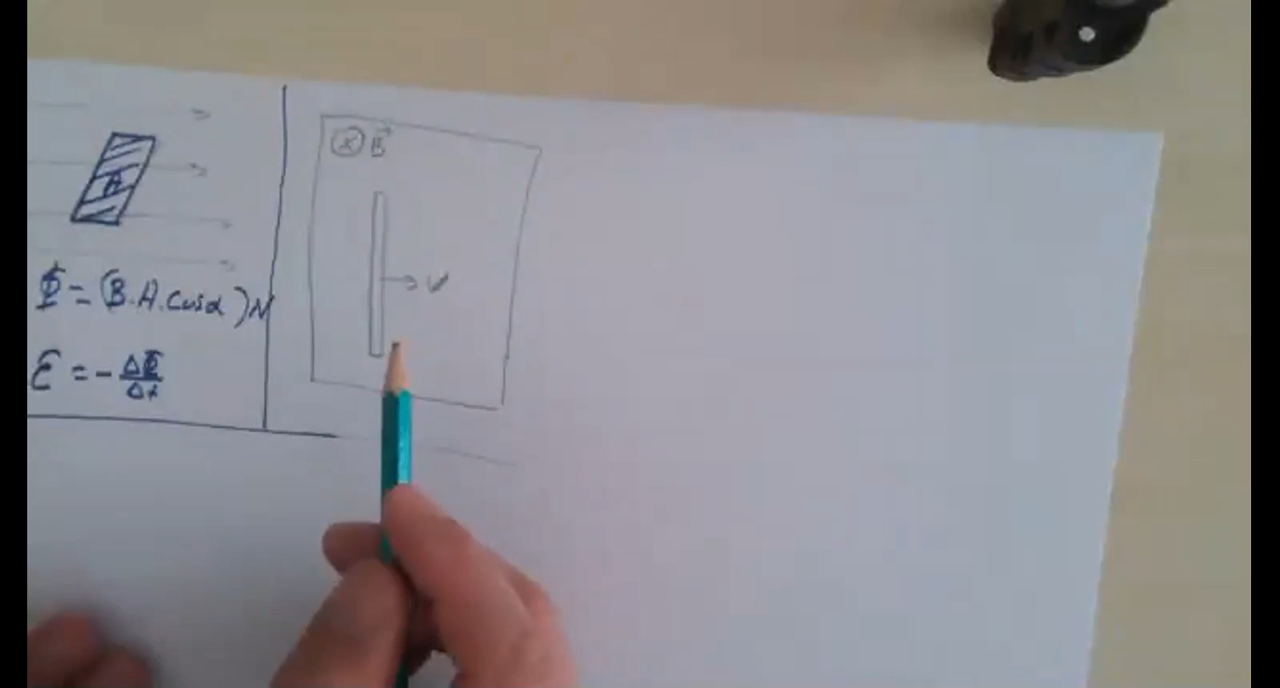 A
Φ = (B.A.Cosα)N
ε = - ΔΦ/Δt
B⃗
v